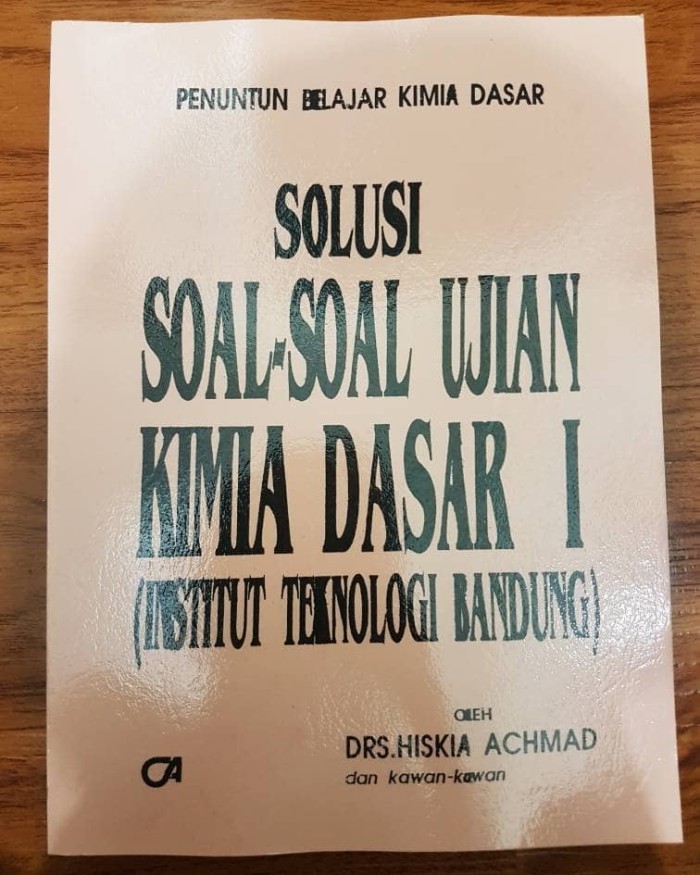 PENUNTUN BELAJAR KIMIA DASAR
SOLUSI
SOAL-SOAL UJIAN
KIMIA DASAR I
(INSTITUT TEKNOLOGI BANDUNG)
OLEH
DRS.HISKIA ACHMAD
dan kawan-kawan
CA